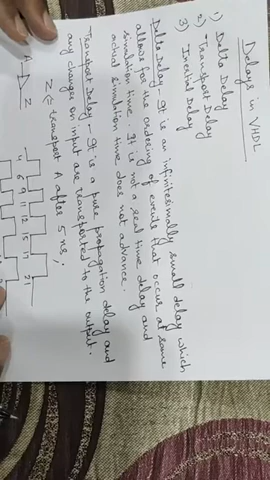 Delays in VHDL
1) Delta Delay
2) Transport Delay
3) Inertial Delay
Delta Delay - It is an infinitesimally small delay which
allows for the ordering of events that occur at same
simulation time. It is not a real time delay and
actual simulation time does not advance.
Transport Delay - It is a pure propagation delay and
any changes on input are transported to the output.
Z <= transport A after 5 ns;
A Z
4 6 9 11 12 15 17 21